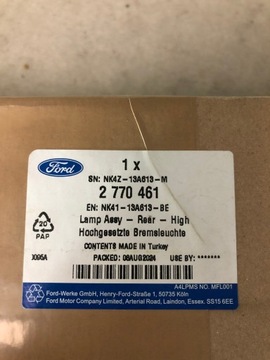 Ford
1 x
SN: NK4Z-13A613-M
2 770 461
EN: NK41-13A613-BE
Lamp Assy - Rear - High
Hochgesetzte Bremsleuchte
CONTENTS MADE IN Turkey
20
PAP
X95A
PACKED: 08AUG2024
USE BY: *******
A4LPMS NO. MFL001
Ford-Werke GmbH, Henry-Ford-Straße 1, 50735 Köln
Ford Motor Company Limited, Arterial Road, Laindon, Essex. SS15 6EE